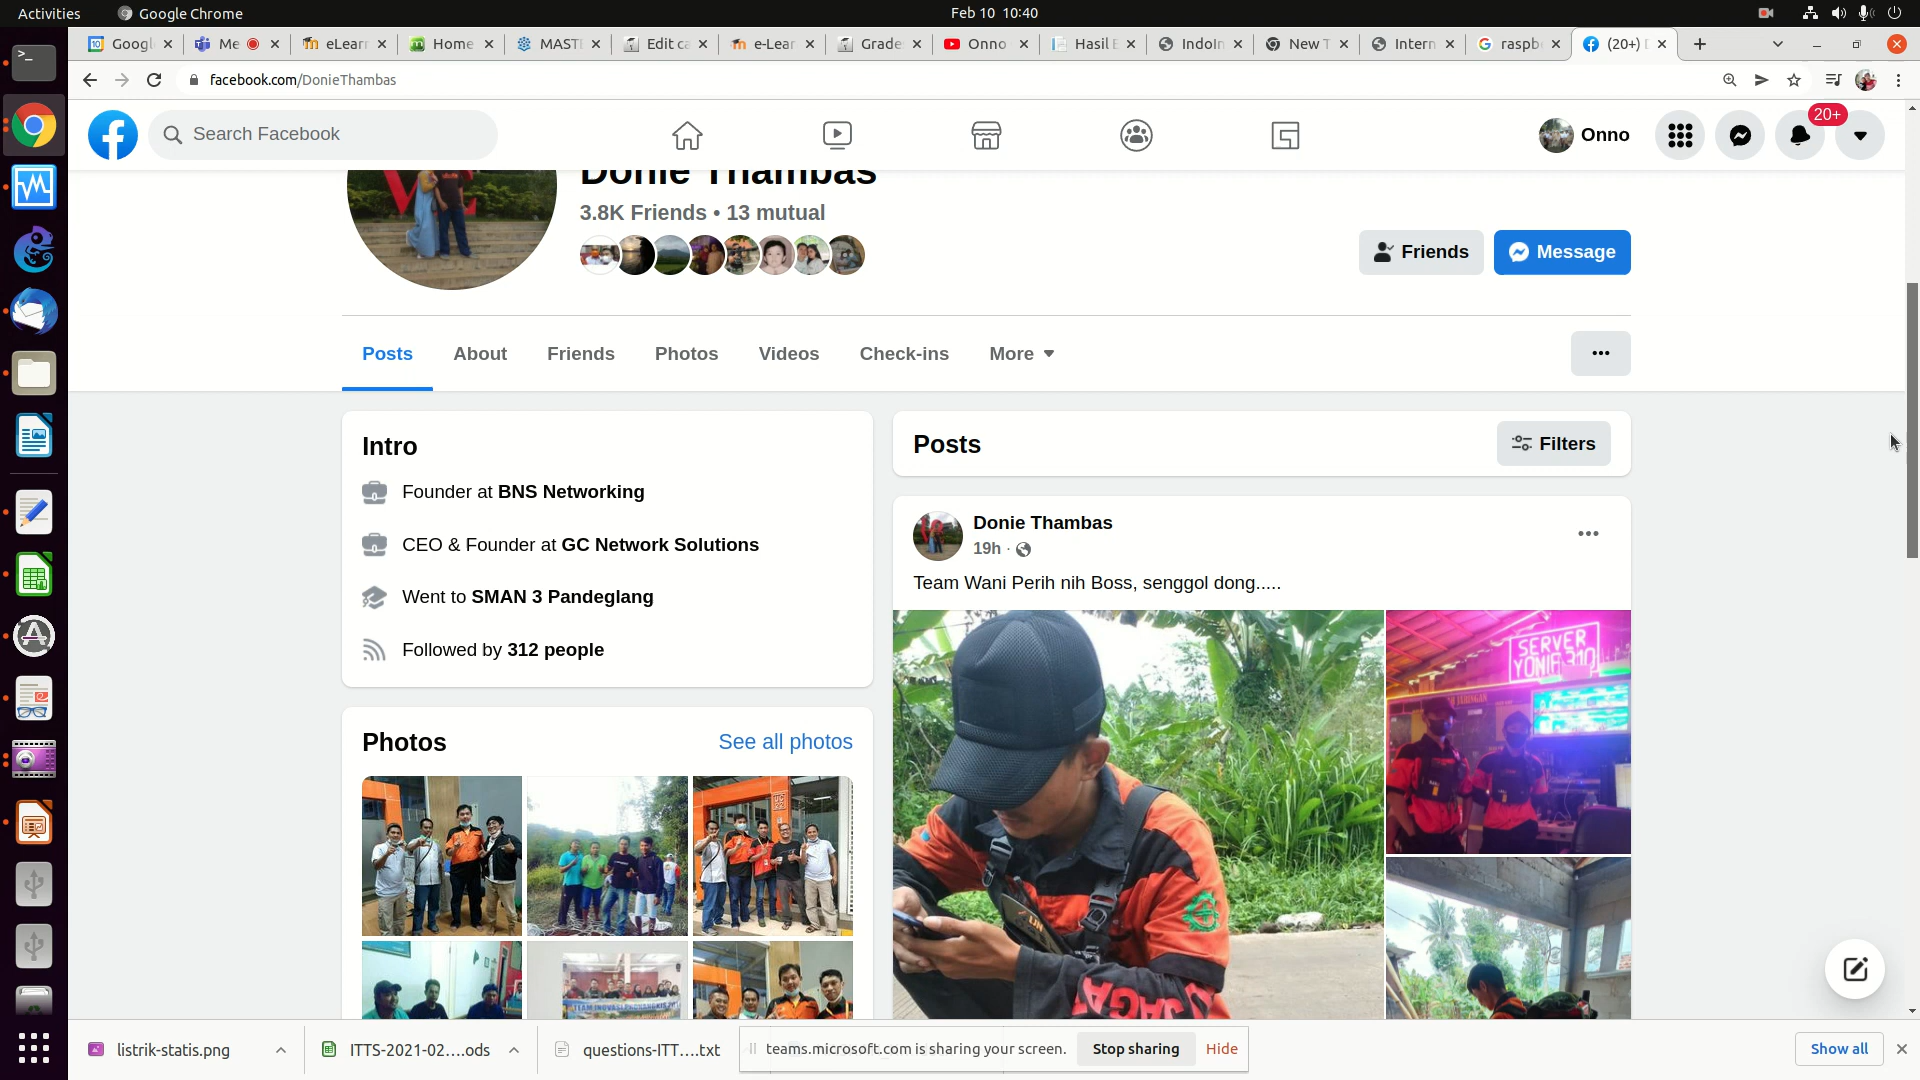 Activities
Google Chrome
Feb 10 10:40
Googl
Me
eLear
Home
MAST
Edit ca
e-Lear
Grade
Onno
Hasil E
IndoIn
New T
Intern
raspb
(20+)
facebook.com/DonieThambas
Search Facebook
Onno
20+
Donie Thambas
3.8K Friends • 13 mutual
Friends
Message
Posts
About
Friends
Photos
Videos
Check-ins
More
Intro
Founder at BNS Networking
CEO & Founder at GC Network Solutions
Went to SMAN 3 Pandeglang
Followed by 312 people
Photos
See all photos
Posts
Filters
Donie Thambas
19h ·
Team Wani Perih nih Boss, senggol dong.....
SERVER
YONIF 310
listrik-statis.png
ITTS-2021-02....ods
questions-ITT....txt
teams.microsoft.com is sharing your screen.
Stop sharing
Hide
Show all